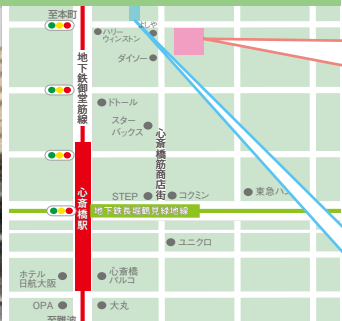 至本町
ハリー
ウィンストン
よしや
ダイソー
地下鉄御堂筋線
ドトール
スター
バックス
心斎橋筋商店街
STEP
コクミン
東急ハン
心斎橋駅
地下鉄長堀鶴見緑地線
ユニクロ
ホテル
日航大阪
心斎橋
パルコ
OPA
大丸
至難波